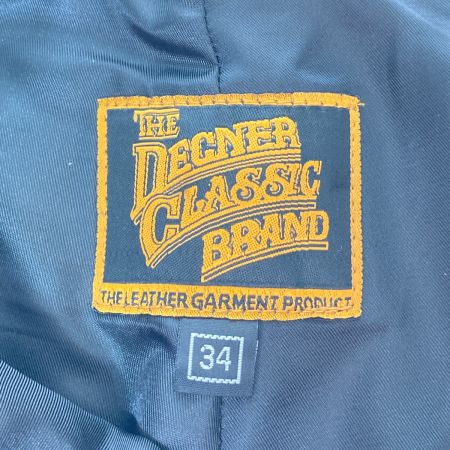 THE
DEGNER
CLASSIC
BRAND
THE LEATHER GARMENT PRODUCT
34